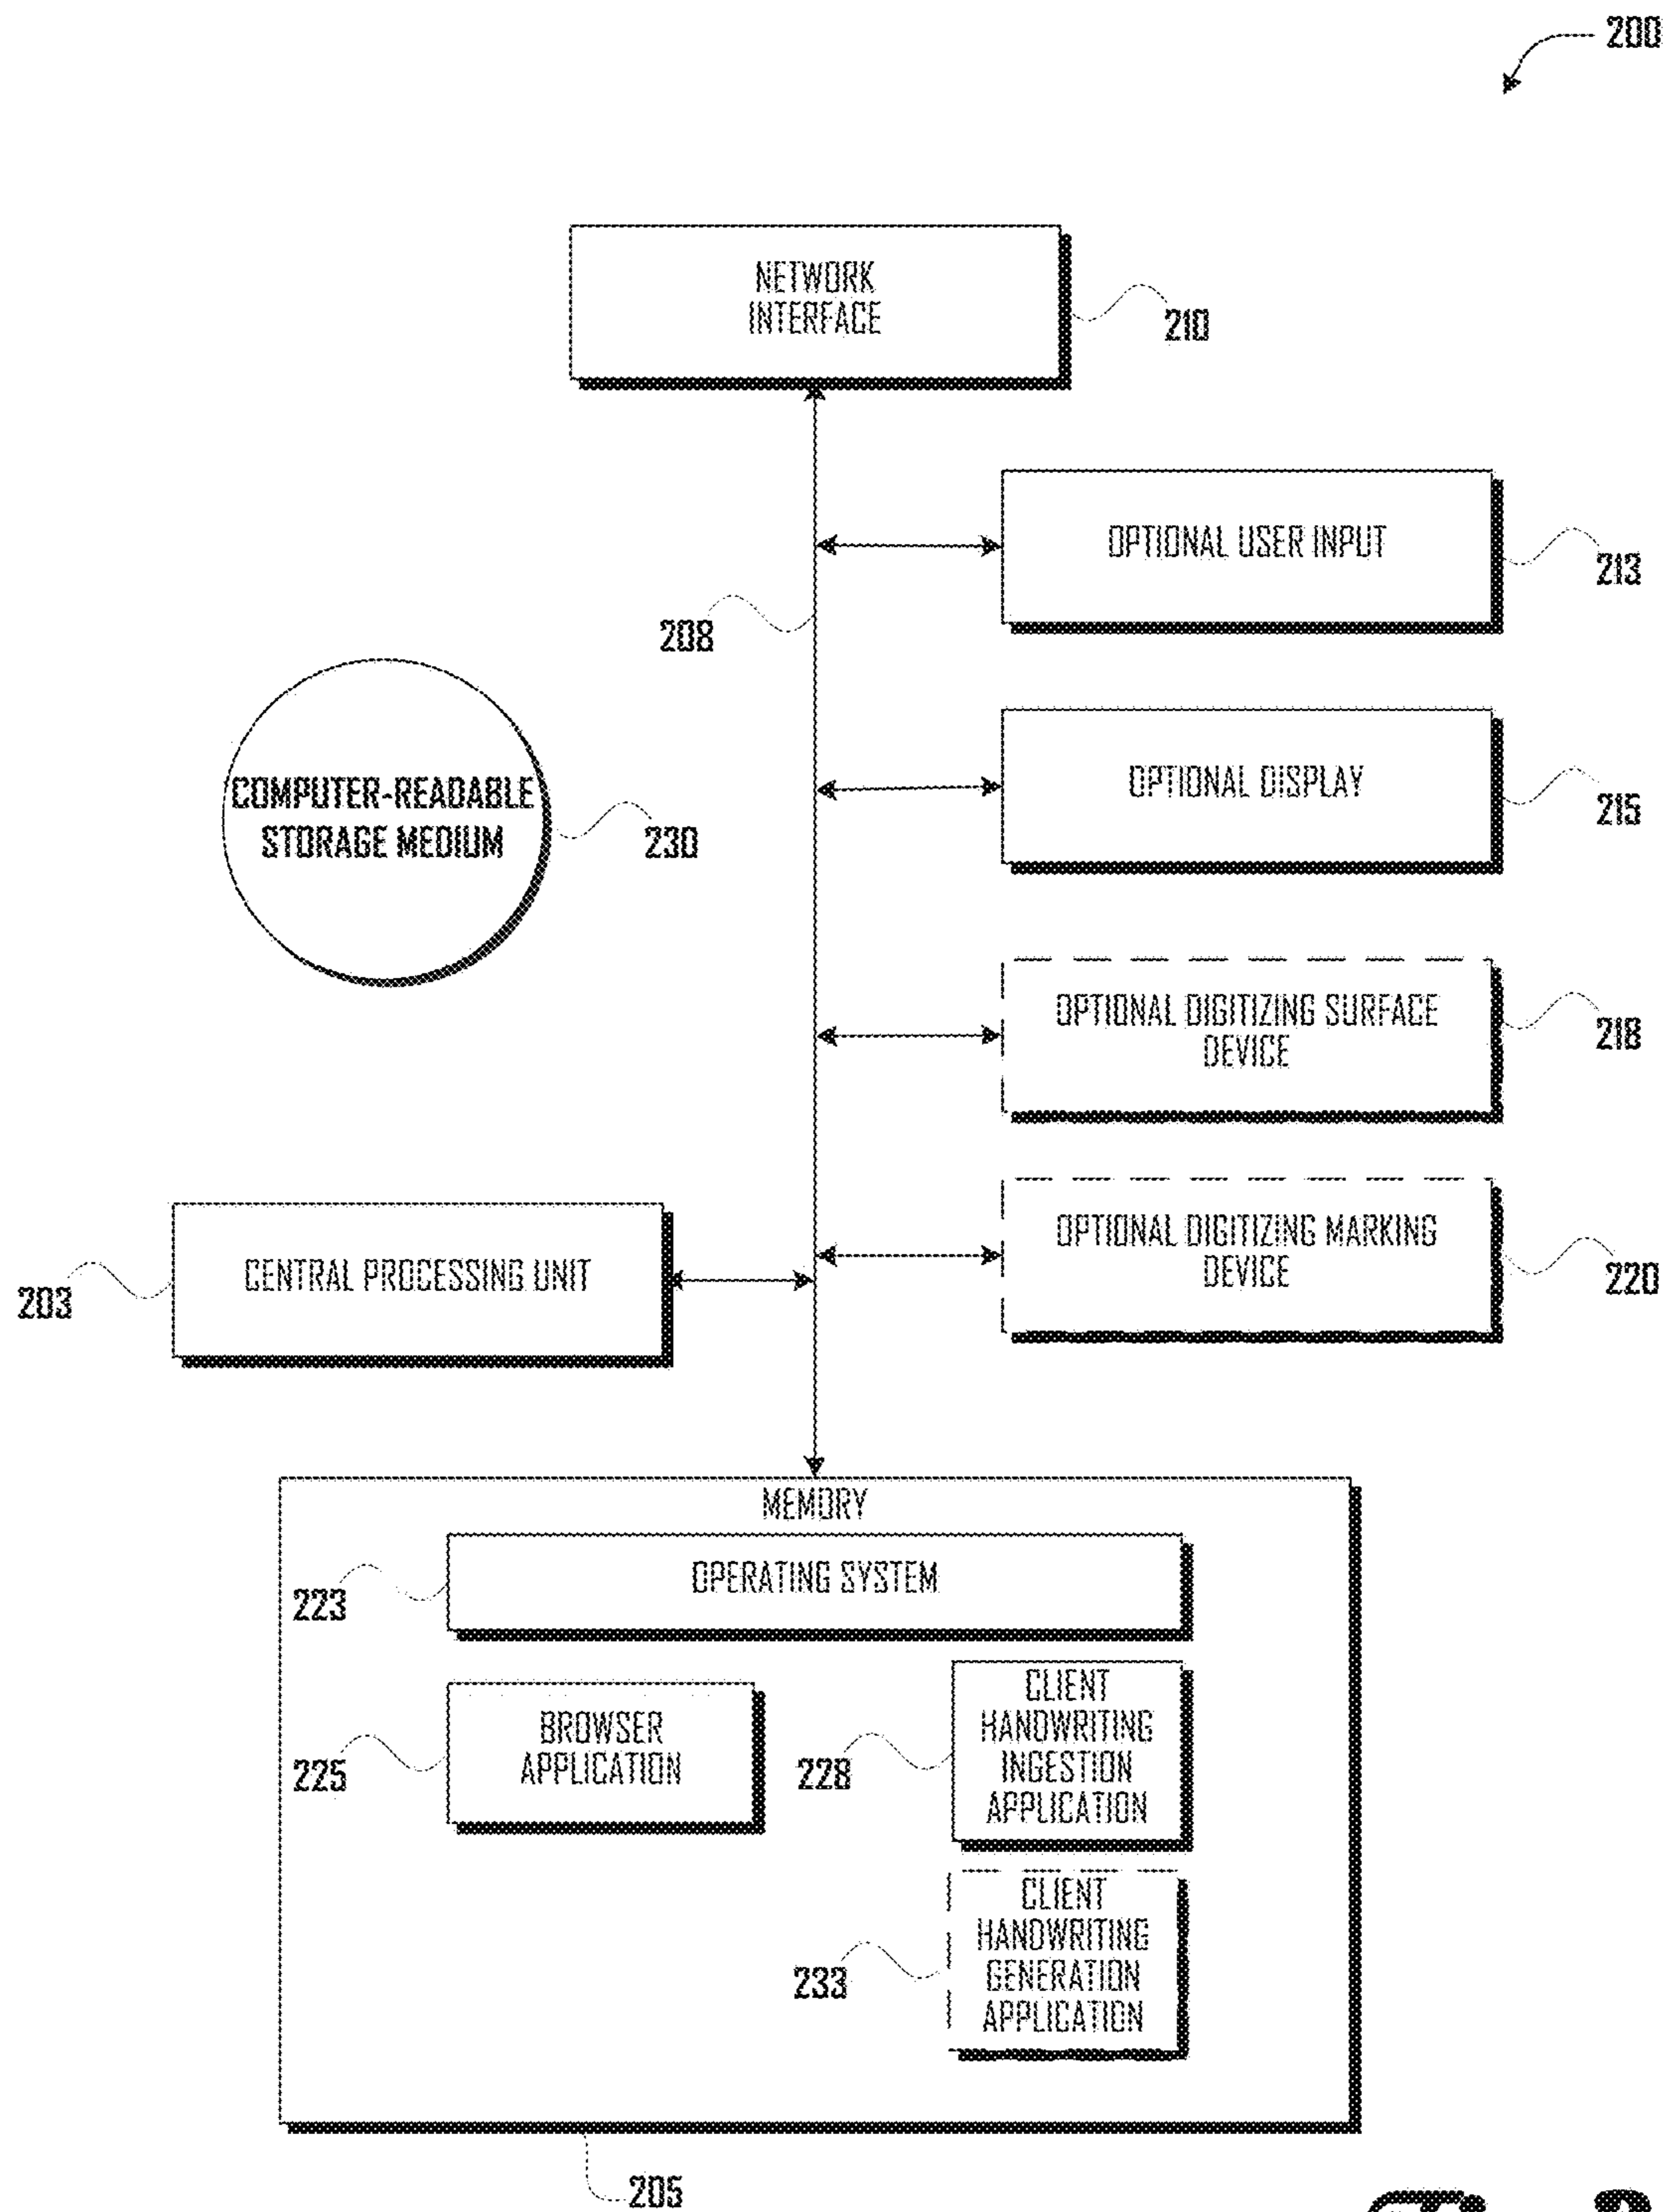 200
NETWORK
INTERFACE
210
OPTIONAL USER INPUT
213
208
OPTIONAL DISPLAY
215
COMPUTER-READABLE
STORAGE MEDIUM
230
OPTIONAL DIGITIZING SURFACE
DEVICE
218
OPTIONAL DIGITIZING MARKING
DEVICE
220
CENTRAL PROCESSING UNIT
203
MEMORY
OPERATING SYSTEM
223
BROWSER
APPLICATION
225
CLIENT
HANDWRITING
INGESTION
APPLICATION
228
CLIENT
HANDWRITING
GENERATION
APPLICATION
233
205